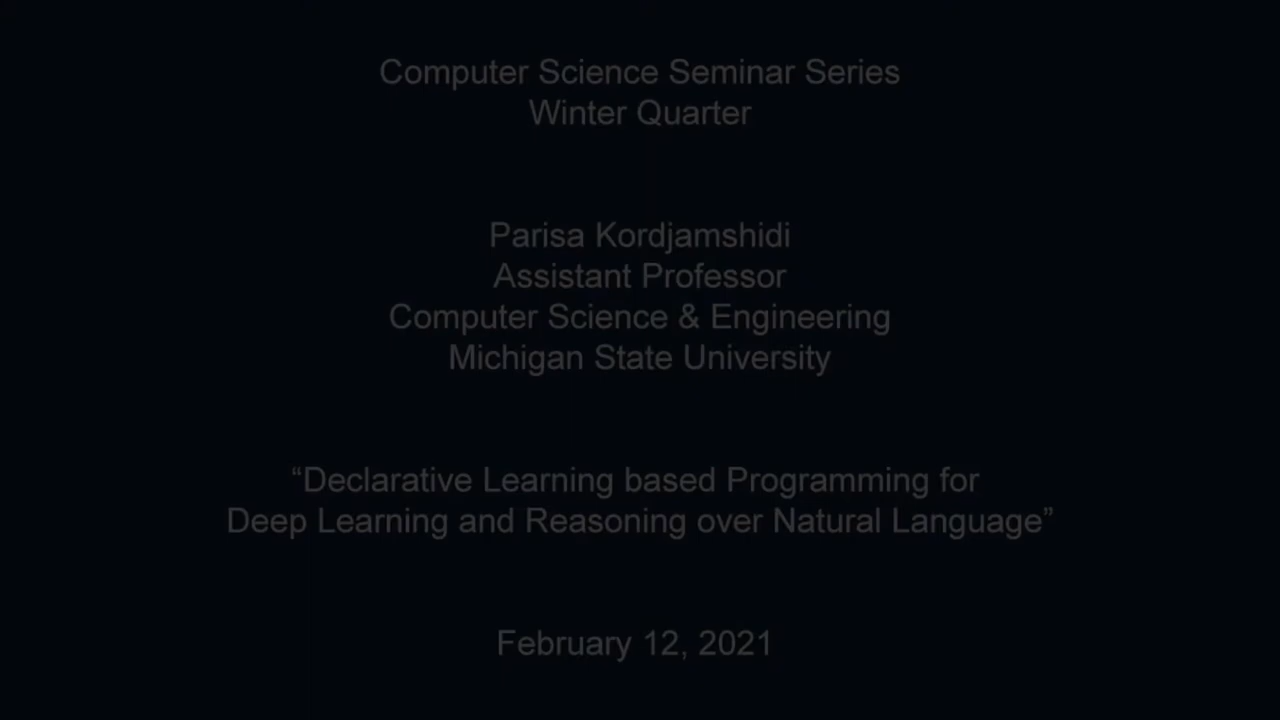 Computer Science Seminar Series
Winter Quarter
Parisa Kordjamshidi
Assistant Professor
Computer Science & Engineering
Michigan State University
“Declarative Learning based Programming for
Deep Learning and Reasoning over Natural Language”
February 12, 2021